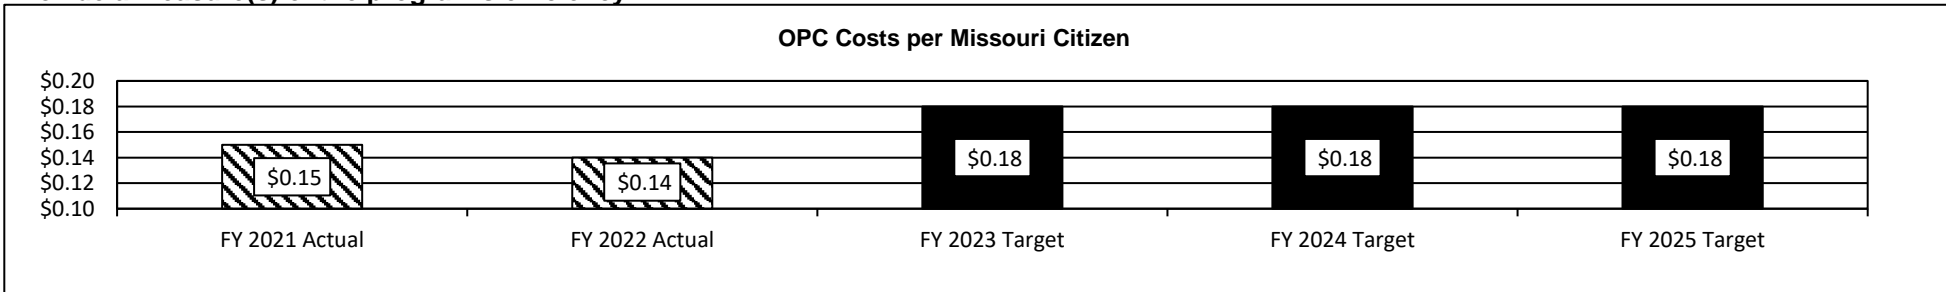 OPC Costs per Missouri Citizen
$0.20
$0.18
$0.16
$0.14
$0.12
$0.10
$0.15
$0.14
$0.18
$0.18
$0.18
FY 2021 Actual
FY 2022 Actual
FY 2023 Target
FY 2024 Target
FY 2025 Target